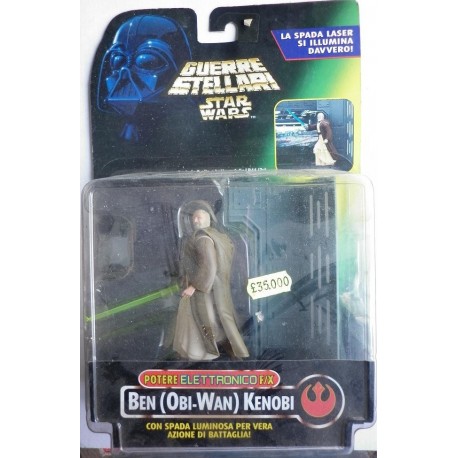 LA SPADA LASER
SI ILLUMINA
DAVVERO!
GUERRE
STELLARI
STAR
WARS
TM
£35.000
POTERE ELETTRONICO F/X
BEN (OBI-WAN) KENOBI
CON SPADA LUMINOSA PER VERA
AZIONE DI BATTAGLIA!